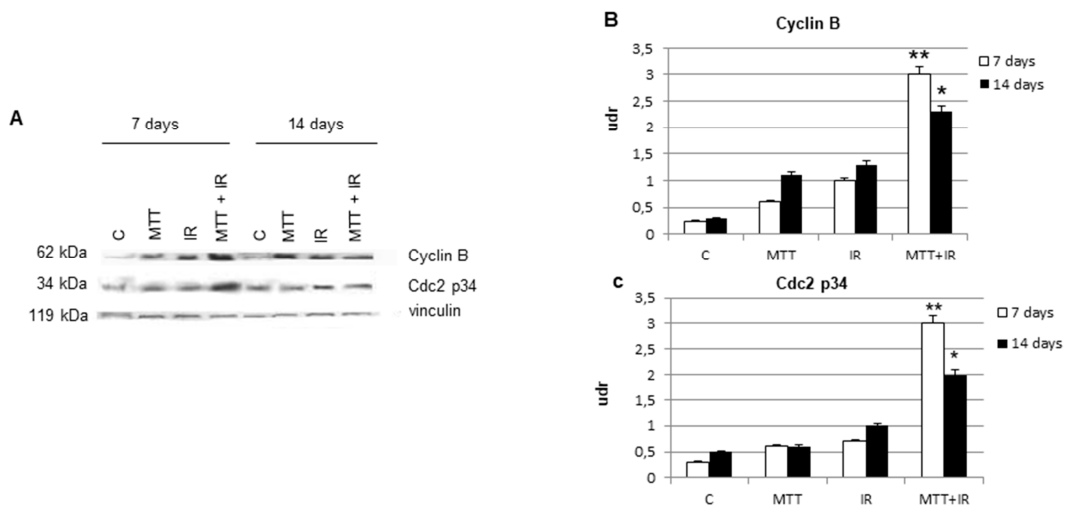 A
7 days 14 days
C MTT IR MTT + IR C MTT IR MTT + IR
62 kDa Cyclin B
34 kDa Cdc2 p34
119 kDa vinculin
B
Cyclin B
3,5
3
2,5
2
1,5
1
0,5
0
udr
** *
7 days
14 days
C MTT IR MTT+IR
c
Cdc2 p34
3,5
3
2,5
2
1,5
1
0,5
0
udr
** *
7 days
14 days
C MTT IR MTT+IR